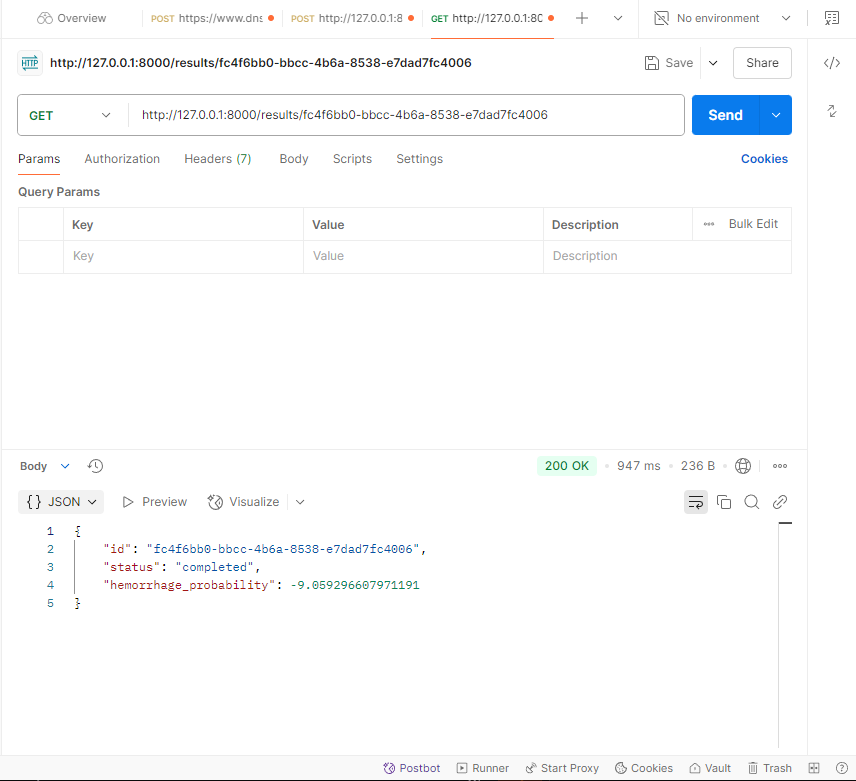 Overview POST https://www.dns POST http://127.0.0.1:8 GET http://127.0.0.1:80 No environment
HTTP http://127.0.0.1:8000/results/fc4f6bb0-bbcc-4b6a-8538-e7dad7fc4006 Save Share
GET http://127.0.0.1:8000/results/fc4f6bb0-bbcc-4b6a-8538-e7dad7fc4006 Send
Params Authorization Headers (7) Body Scripts Settings Cookies
Query Params
Key Value Description Bulk Edit
Key Value Description
Body 200 OK 947 ms 236 B
{} JSON Preview Visualize
1 {
2 "id": "fc4f6bb0-bbcc-4b6a-8538-e7dad7fc4006",
3 "status": "completed",
4 "hemorrhage_probability": -9.059296607971191
5 }
Postbot Runner Start Proxy Cookies Vault Trash